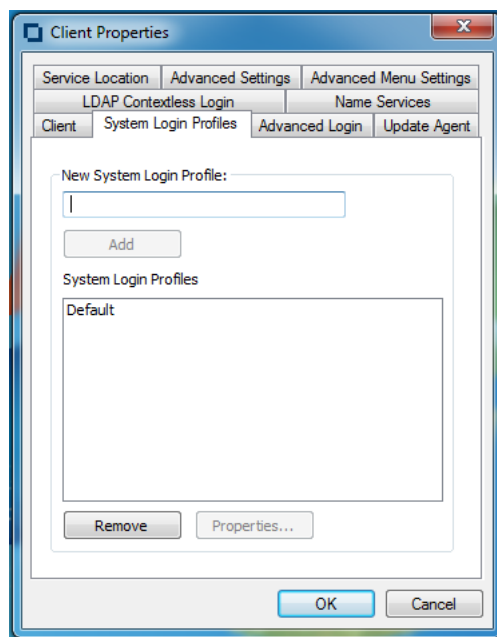 Client Properties
Service Location Advanced Settings Advanced Menu Settings
LDAP Contextless Login Name Services
Client System Login Profiles Advanced Login Update Agent
New System Login Profile:
Add
System Login Profiles
Default
Remove Properties...
OK Cancel